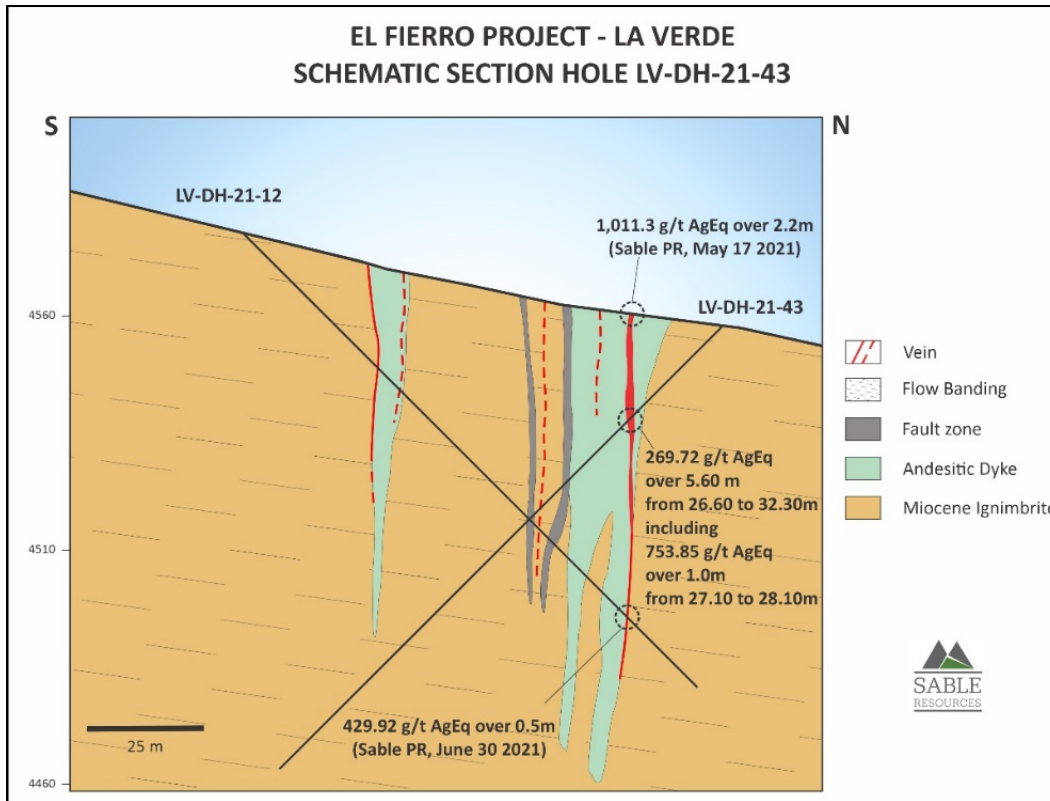 EL FIERRO PROJECT - LA VERDE
SCHEMATIC SECTION HOLE LV-DH-21-43
S
N
LV-DH-21-12
1,011.3 g/t AgEq over 2.2m
(Sable PR, May 17 2021)
LV-DH-21-43
4560
4510
4460
269.72 g/t AgEq
over 5.60 m
from 26.60 to 32.30m
including
753.85 g/t AgEq
over 1.0m
from 27.10 to 28.10m
429.92 g/t AgEq over 0.5m
(Sable PR, June 30 2021)
25 m
Vein
Flow Banding
Fault zone
Andesitic Dyke
Miocene Ignimbrite
SABLE
RESOURCES